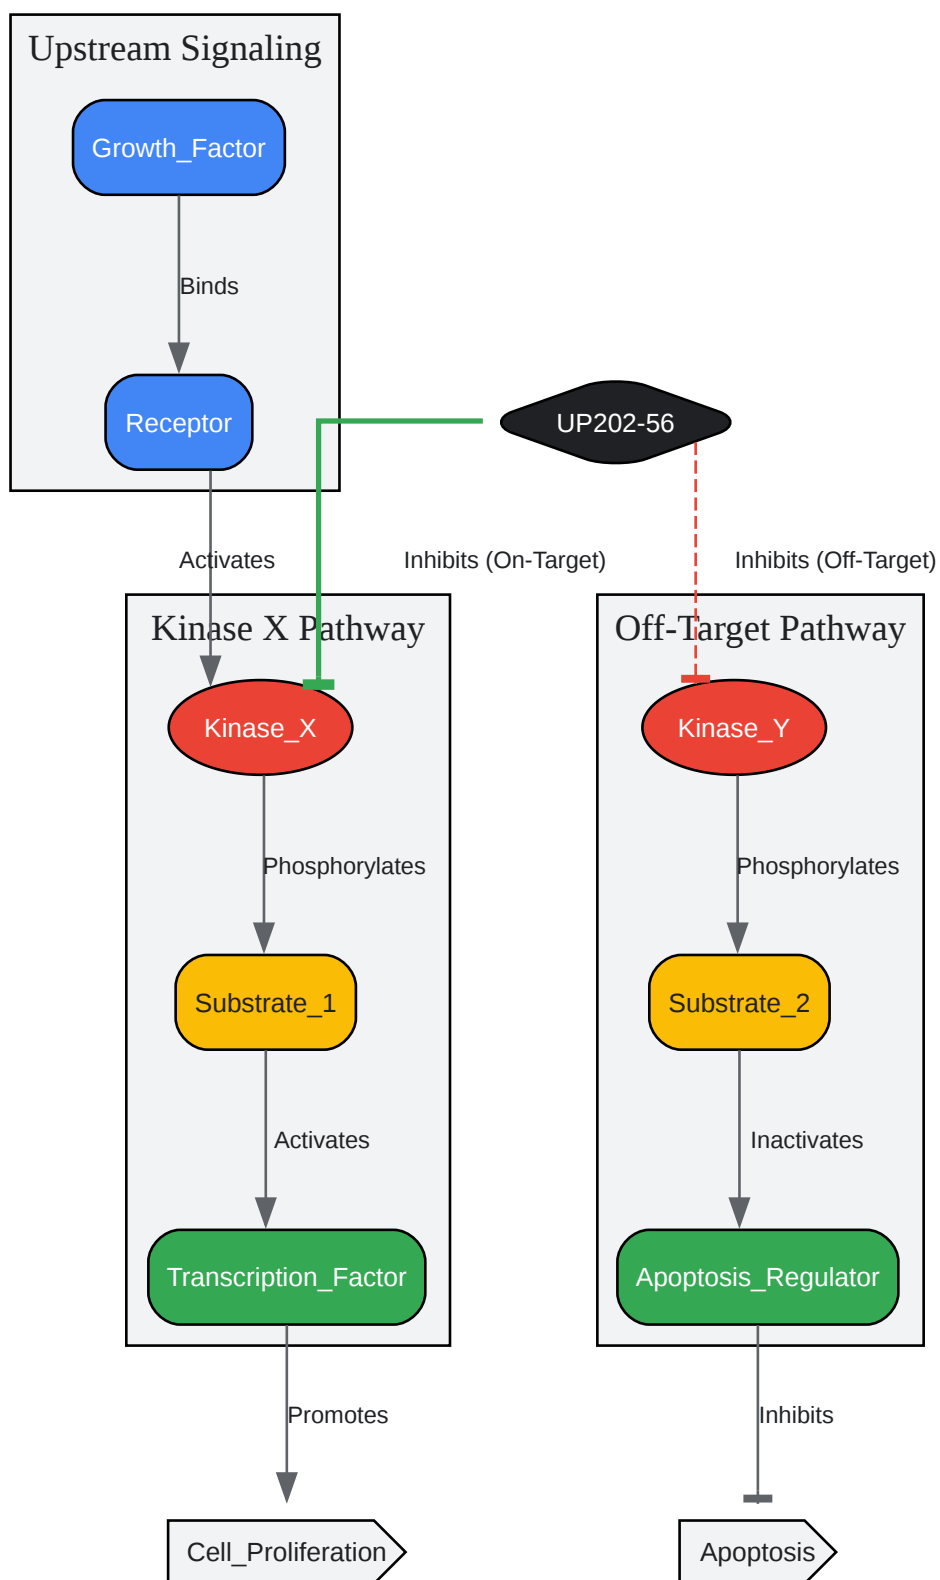 Upstream Signaling
Growth_Factor
Binds
Receptor
UP202-56
Activates
Inhibits (On-Target)
Inhibits (Off-Target)
Kinase X Pathway
Off-Target Pathway
Kinase_X
Kinase_Y
Phosphorylates
Phosphorylates
Substrate_1
Substrate_2
Activates
Inactivates
Transcription_Factor
Apoptosis_Regulator
Promotes
Inhibits
Cell_Proliferation
Apoptosis